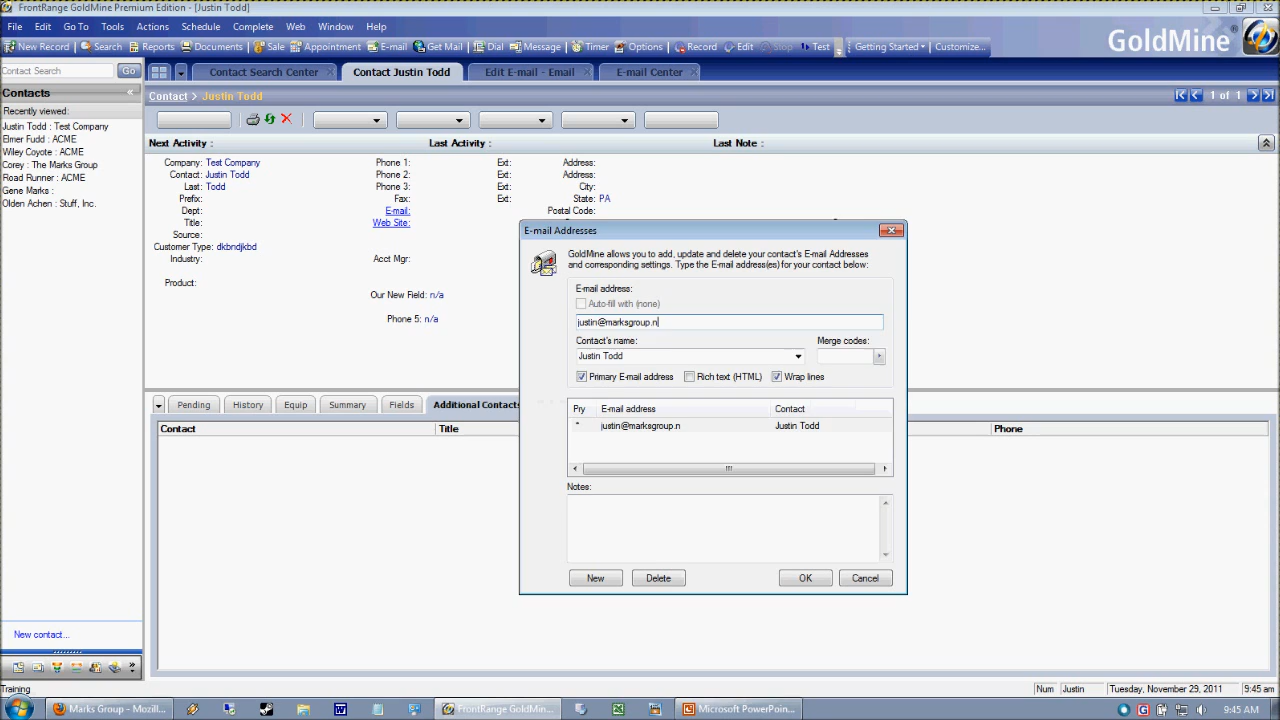 FrontRange GoldMine Premium Edition - [Justin Todd]
File Edit Go To Tools Actions Schedule Complete Web Window Help
New Record Search Reports Documents Sale Appointment E-mail Get Mail Dial Message Timer Options Record Edit Stop Test Getting Started Customize...
GoldMine
Contact Search Go
Contact Search Center Contact Justin Todd Edit E-mail - Email E-mail Center
Contacts
Recently viewed:
Justin Todd : Test Company
Elmer Fudd : ACME
Wiley Coyote : ACME
Corey : The Marks Group
Road Runner : ACME
Gene Marks :
Olden Achen : Stuff, Inc.
New contact...
Contact > Justin Todd
1 of 1
Next Activity : Last Activity : Last Note :
Company: Test Company Phone 1: Ext: Address:
Contact: Justin Todd Phone 2: Ext: Address:
Last: Todd Phone 3: Ext: City:
Prefix: Fax: Ext: State: PA
Dept: E-mail: Postal Code:
Title: Web Site:
Source:
Customer Type: dkbndjkbd
Industry: Acct Mgr:
Product:
Our New Field: n/a
Phone 5: n/a
E-mail Addresses
GoldMine allows you to add, update and delete your contact's E-mail Addresses
and corresponding settings. Type the E-mail address(es) for your contact below:
E-mail address:
Auto-fill with (none)
justin@marksgroup.n
Contact's name: Merge codes:
Justin Todd
Primary E-mail address Rich text (HTML) Wrap lines
Pry E-mail address Contact
* justin@marksgroup.n Justin Todd
Notes:
New Delete OK Cancel
Pending History Equip Summary Fields Additional Contacts
Contact Title Phone
Training Num Justin Tuesday, November 29, 2011 9:45 am
Marks Group - Mozill... FrontRange GoldMine... Microsoft PowerPoin... 9:45 AM